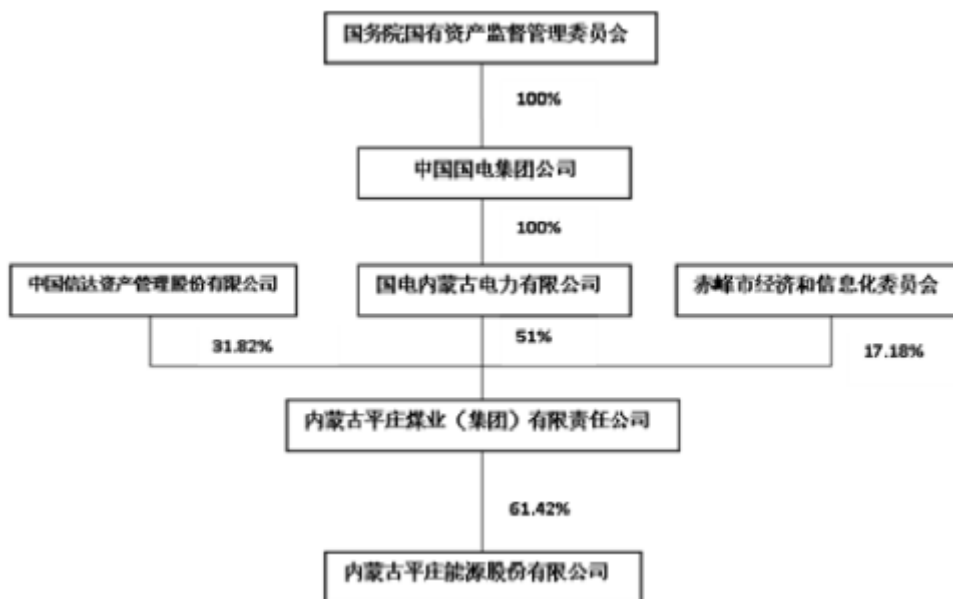 国务院国有资产监督管理委员会
100%
中国国电集团公司
100%
中国信达资产管理股份有限公司
国电内蒙古电力有限公司
赤峰市经济和信息化委员会
31.82%
51%
17.18%
内蒙古平庄煤业（集团）有限责任公司
61.42%
内蒙古平庄能源股份有限公司